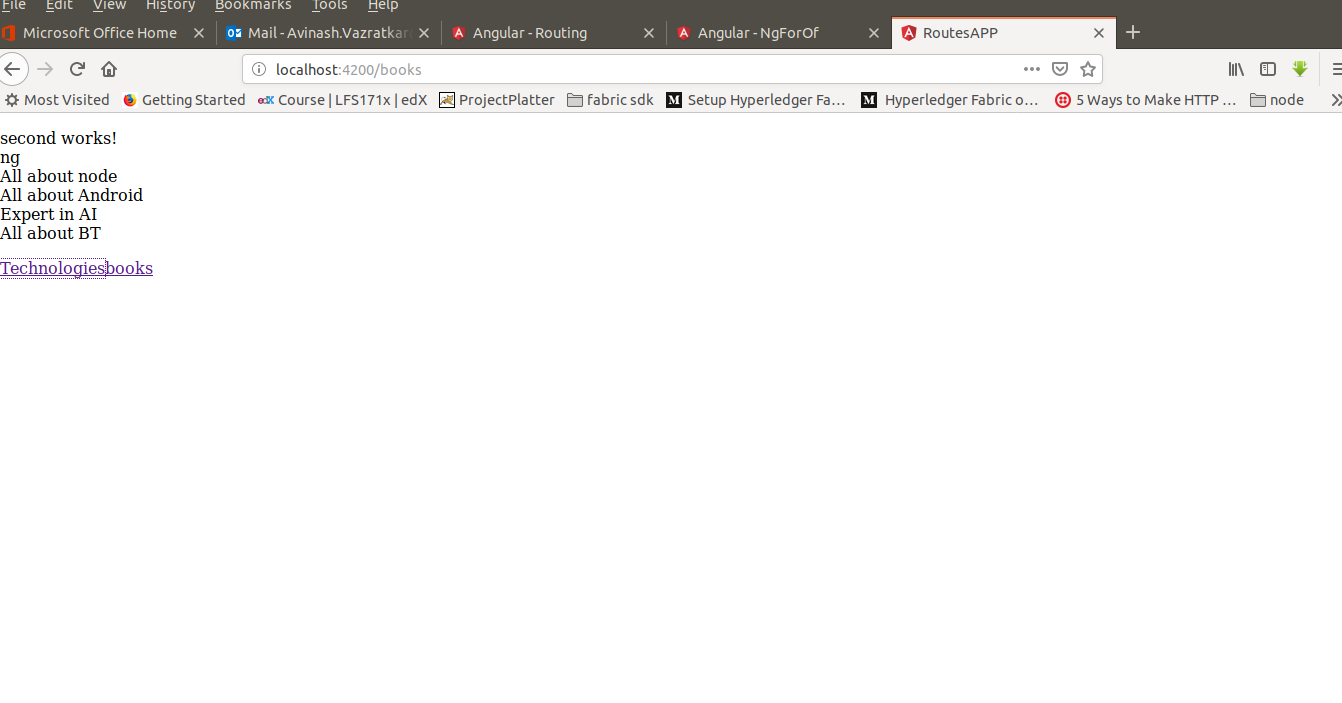 File Edit View History Bookmarks Tools Help
Microsoft Office Home Mail - Avinash.Vazratkar Angular - Routing Angular - NgForOf RoutesAPP
localhost:4200/books
Most Visited Getting Started edX Course | LFS171x | edX ProjectPlatter fabric sdk M Setup Hyperledger Fa... M Hyperledger Fabric o... 5 Ways to Make HTTP ... node
second works!
ng
All about node
All about Android
Expert in AI
All about BT
Technologiesbooks